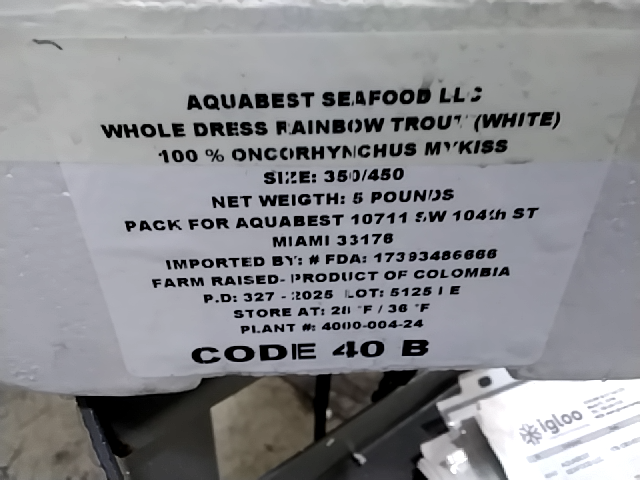 AQUABEST SEAFOOD LLC
WHOLE DRESS RAINBOW TROUT (WHITE)
100 % ONCORHYNCHUS MYKISS
SIZE: 350/450
NET WEIGTH: 5 POUNDS
PACK FOR AQUABEST 10711 SW 104th ST
MIAMI 33176
IMPORTED BY: # FDA: 17393486666
FARM RAISED- PRODUCT OF COLOMBIA
P.D: 327 - 2025 LOT: 5125 E
STORE AT: °F / 36 °F
PLANT #: 4000-004-24
CODE 40 B
igloo